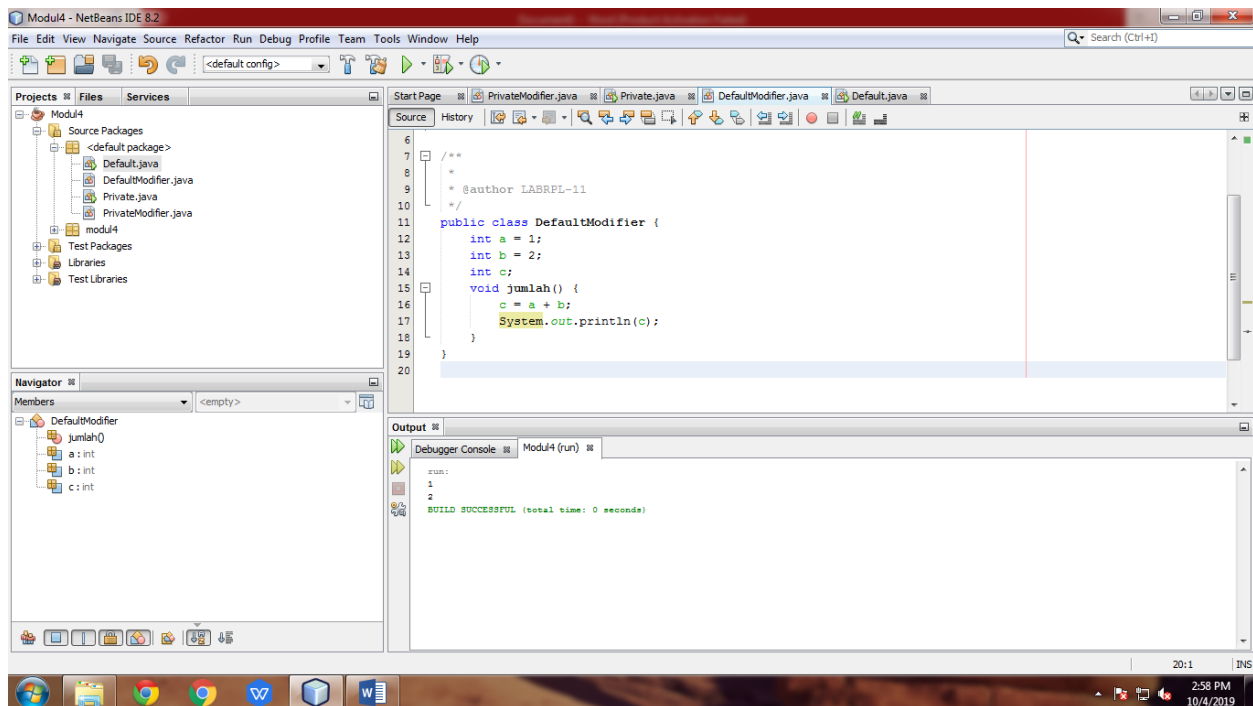 Modul4 - NetBeans IDE 8.2
File Edit View Navigate Source Refactor Run Debug Profile Team Tools Window Help
Search (Ctrl+I)
<default config>
Projects Files Services
Modul4
Source Packages
<default package>
Default.java
DefaultModifier.java
Private.java
PrivateModifier.java
modul4
Test Packages
Libraries
Test Libraries
Navigator
Members <empty>
DefaultModifier
jumlah()
a : int
b : int
c : int
Start Page PrivateModifier.java Private.java DefaultModifier.java Default.java
Source History
6
7 /**
8 *
9 * @author LABRPL-11
10 */
11 public class DefaultModifier {
12 int a = 1;
13 int b = 2;
14 int c;
15 void jumlah() {
16 c = a + b;
17 System.out.println(c);
18 }
19 }
20
Output
Debugger Console Modul4 (run)
run:
1
2
BUILD SUCCESSFUL (total time: 0 seconds)
20:1 INS
2:58 PM
10/4/2019